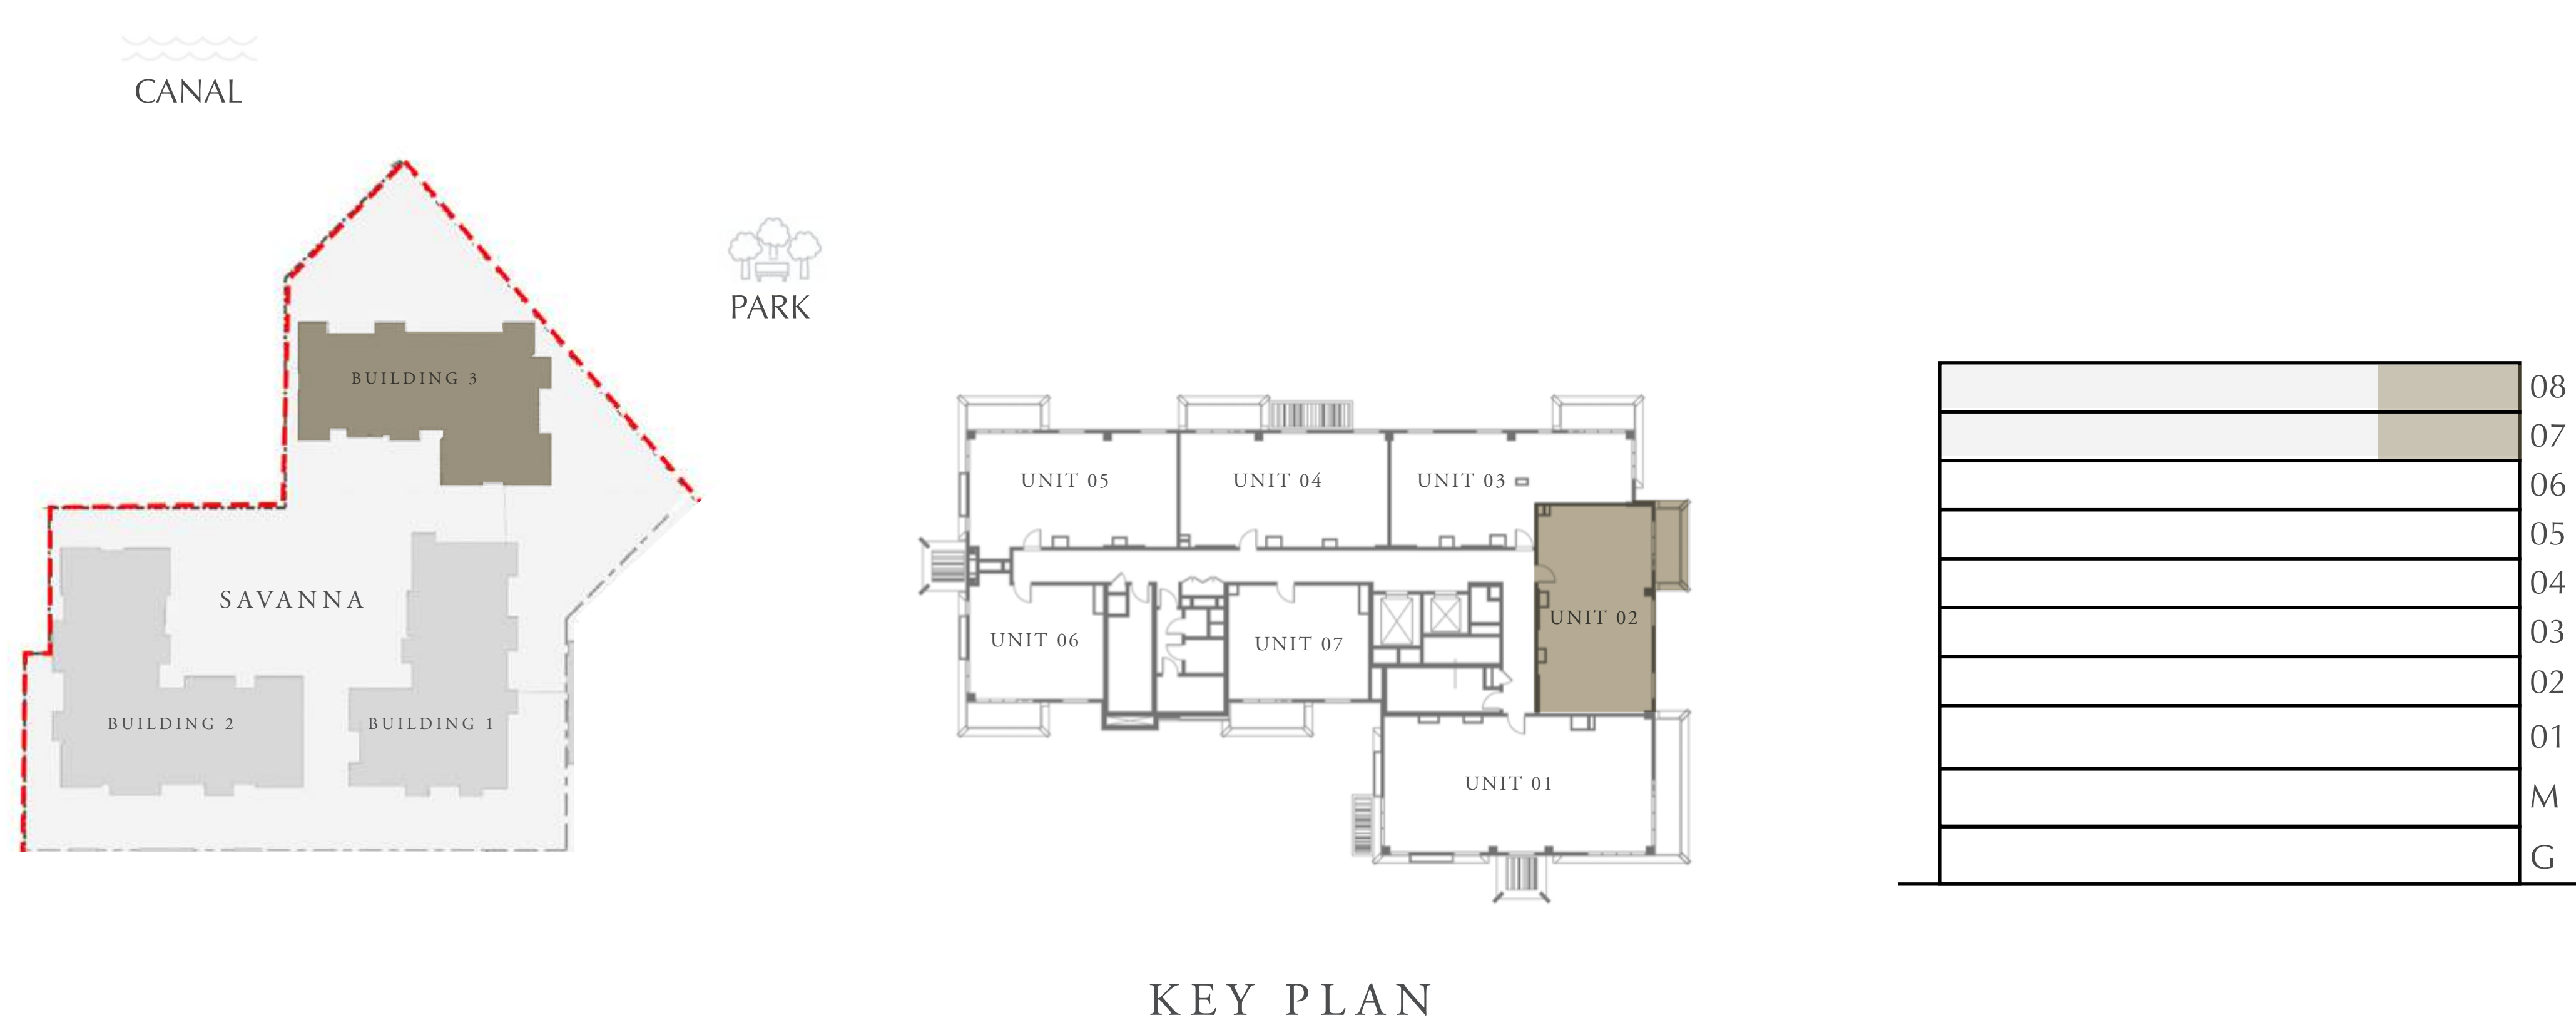 CANAL
PARK
BUILDING 3
SAVANNA
BUILDING 2
BUILDING 1
UNIT 05
UNIT 04
UNIT 03
UNIT 02
UNIT 06
UNIT 07
UNIT 01
08
07
06
05
04
03
02
01
M
G
KEY PLAN